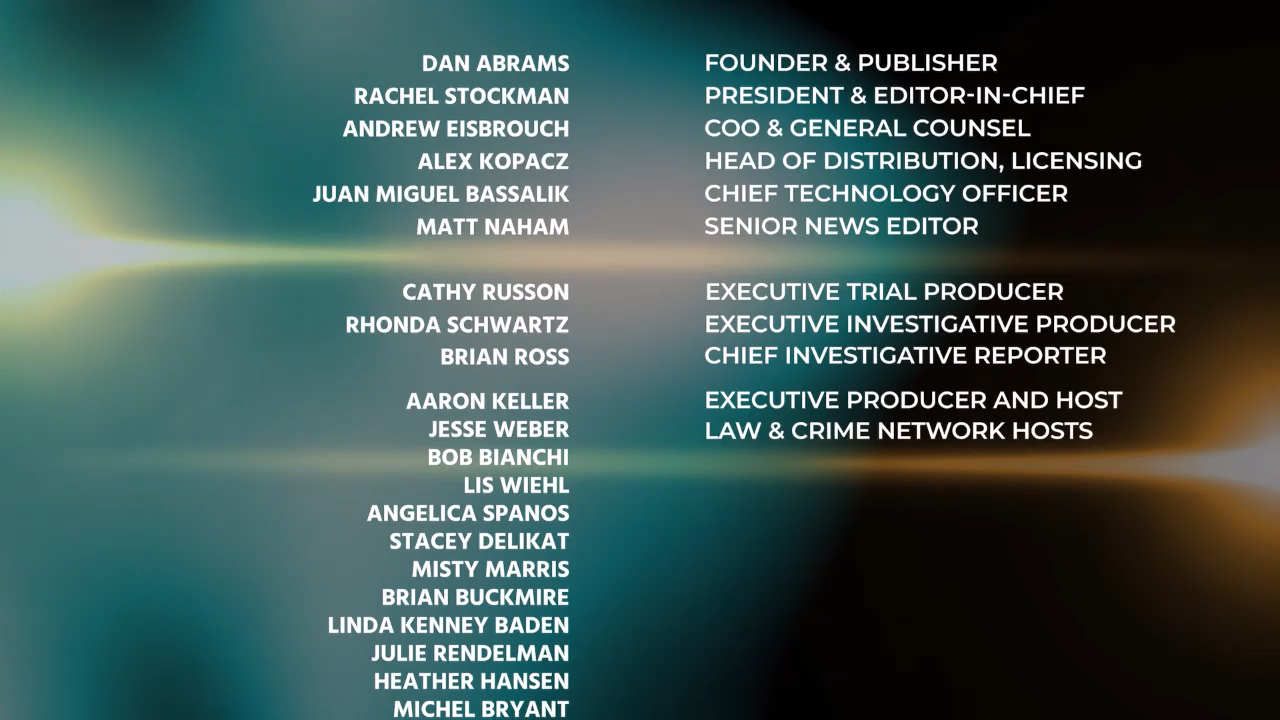 DAN ABRAMS FOUNDER & PUBLISHER
RACHEL STOCKMAN PRESIDENT & EDITOR-IN-CHIEF
ANDREW EISBROUCH COO & GENERAL COUNSEL
ALEX KOPACZ HEAD OF DISTRIBUTION, LICENSING
JUAN MIGUEL BASSALIK CHIEF TECHNOLOGY OFFICER
MATT NAHAM SENIOR NEWS EDITOR
CATHY RUSSON EXECUTIVE TRIAL PRODUCER
RHONDA SCHWARTZ EXECUTIVE INVESTIGATIVE PRODUCER
BRIAN ROSS CHIEF INVESTIGATIVE REPORTER
AARON KELLER EXECUTIVE PRODUCER AND HOST
JESSE WEBER LAW & CRIME NETWORK HOSTS
BOB BIANCHI
LIS WIEHL
ANGELICA SPANOS
STACEY DELIKAT
MISTY MARRIS
BRIAN BUCKMIRE
LINDA KENNEY BADEN
JULIE RENDELMAN
HEATHER HANSEN
MICHEL BRYANT